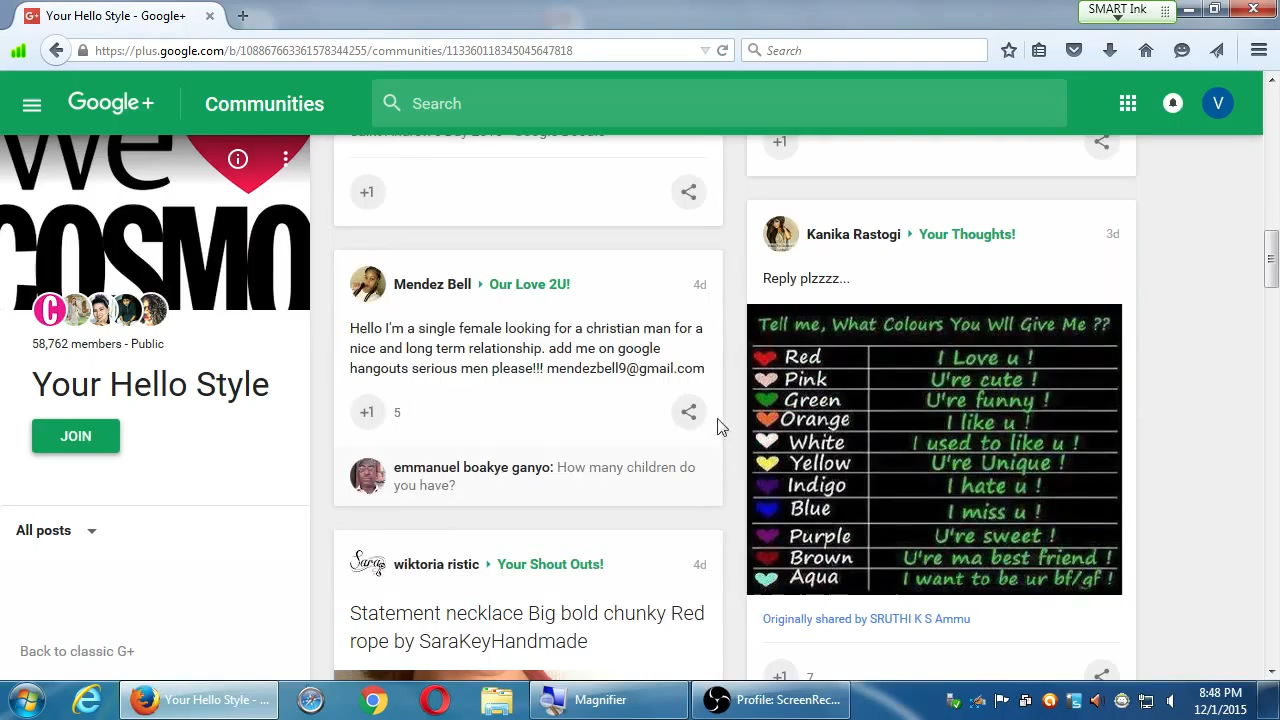 Your Hello Style - Google+
SMART Ink
https://plus.google.com/b/108867663361578344255/communities/113360118345045647818
Search
Google+
Communities
Search
V
We
COSMO
C
58,762 members - Public
Your Hello Style
JOIN
All posts
Back to classic G+
+1
Mendez Bell
Our Love 2U!
4d
Hello I'm a single female looking for a christian man for a
nice and long term relationship. add me on google
hangouts serious men please!!! mendezbell9@gmail.com
+1
5
emmanuel boakye ganyo: How many children do
you have?
wiktoria ristic
Your Shout Outs!
4d
Statement necklace Big bold chunky Red
rope by SaraKeyHandmade
+1
Kanika Rastogi
Your Thoughts!
3d
Reply plzzzz...
Tell me, What Colours You Wll Give Me ??
Red I Love u !
Pink U're cute !
Green U're funny !
Orange I like u !
White I used to like u !
Yellow U're Unique !
Indigo I hate u !
Blue I miss u !
Purple U're sweet !
Brown U're ma best friend !
Aqua I want to be ur bf/gf !
Originally shared by SRUTHI K S Ammu
+1
7
Your Hello Style - ...
Magnifier
Profile: ScreenRec...
8:48 PM
12/1/2015